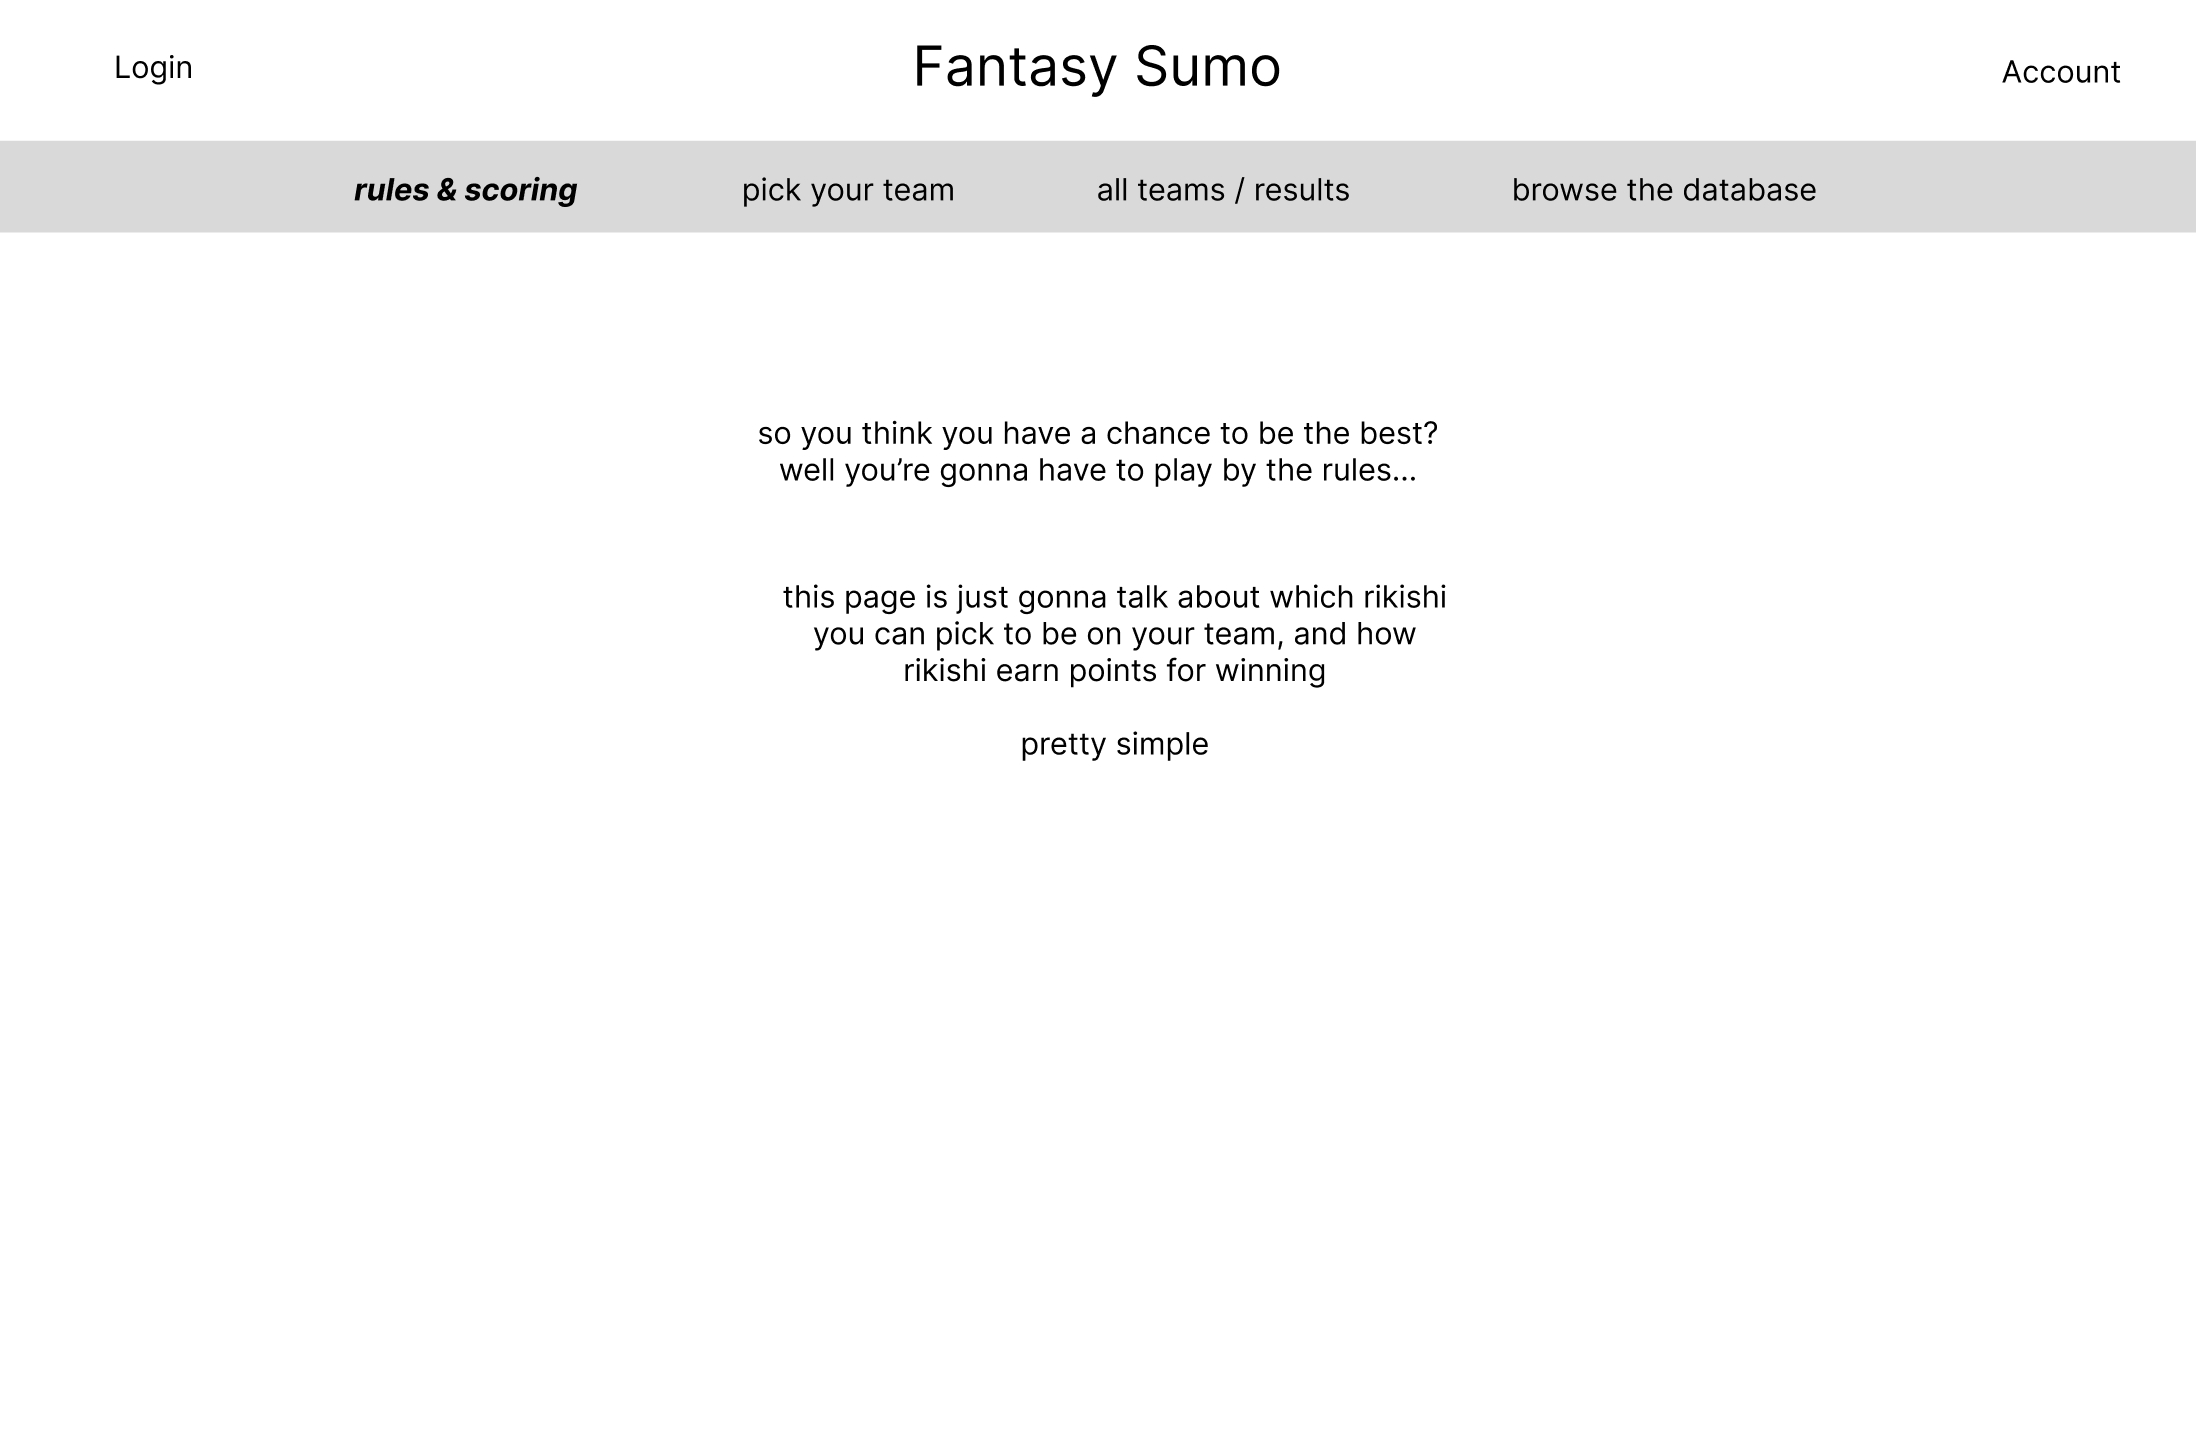 Login
Fantasy Sumo
Account
rules & scoring
pick your team
all teams / results
browse the database
so you think you have a chance to be the best?
well you’re gonna have to play by the rules...
this page is just gonna talk about which rikishi
you can pick to be on your team, and how
rikishi earn points for winning
pretty simple